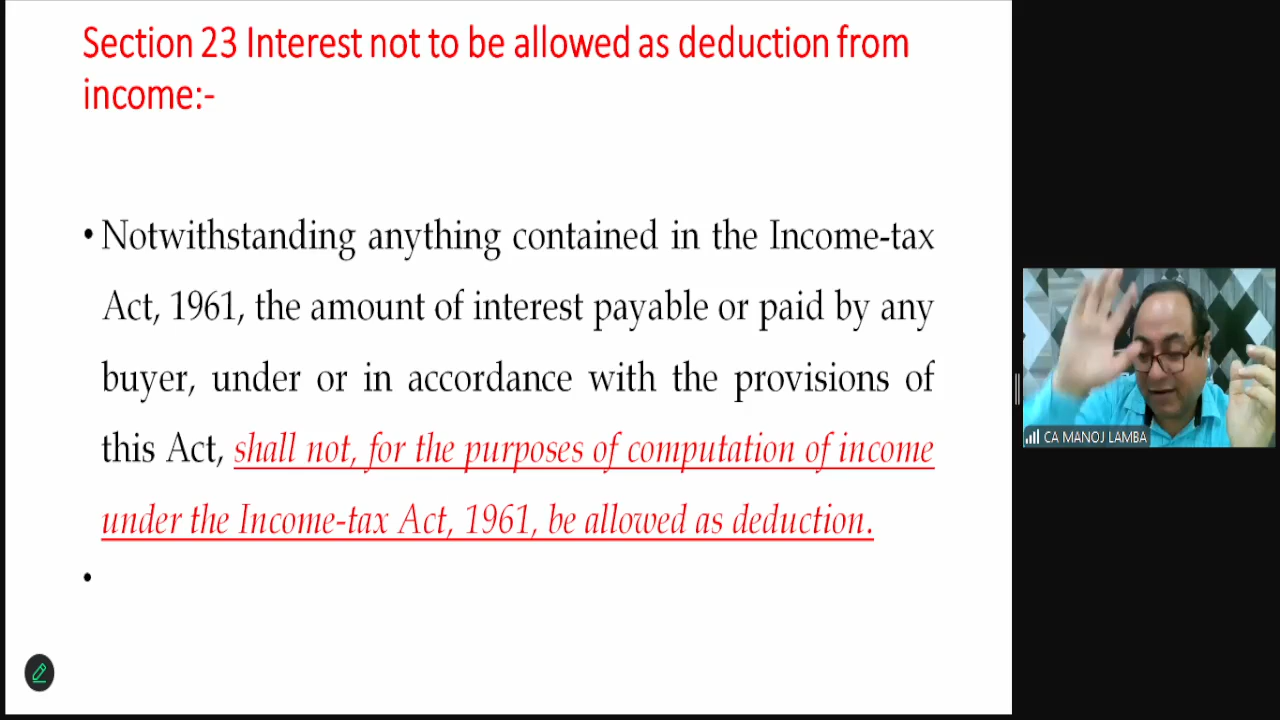 Section 23 Interest not to be allowed as deduction from
income:-
• Notwithstanding anything contained in the Income-tax
Act, 1961, the amount of interest payable or paid by any
buyer, under or in accordance with the provisions of
this Act, shall not, for the purposes of computation of income
under the Income-tax Act, 1961, be allowed as deduction.
•
CA MANOJ LAMBA